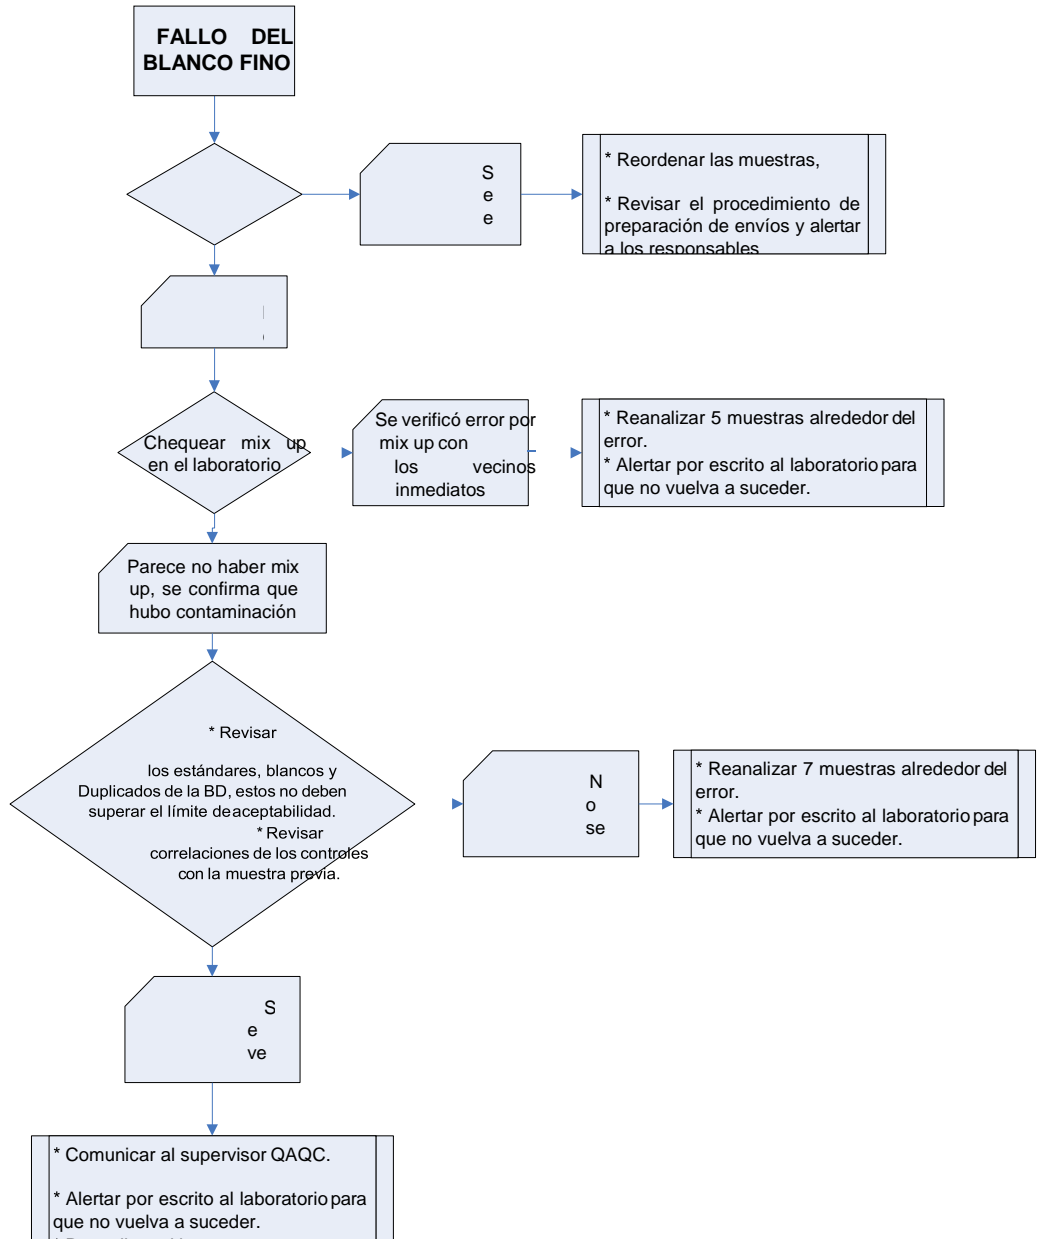 FALLO DEL
BLANCO FINO
S
e
e
* Reordenar las muestras,
* Revisar el procedimiento de
preparación de envíos y alertar
a los responsables
Chequear mix up
en el laboratorio
Se verificó error por
mix up con
los vecinos
inmediatos
* Reanalizar 5 muestras alrededor del
error.
* Alertar por escrito al laboratorio para
que no vuelva a suceder.
Parece no haber mix
up, se confirma que
hubo contaminación
* Revisar
los estándares, blancos y
Duplicados de la BD, estos no deben
superar el límite de aceptabilidad.
* Revisar
correlaciones de los controles
con la muestra previa.
N
o
se
* Reanalizar 7 muestras alrededor del
error.
* Alertar por escrito al laboratorio para
que no vuelva a suceder.
S
e
ve
* Comunicar al supervisor QAQC.
* Alertar por escrito al laboratorio para
que no vuelva a suceder.